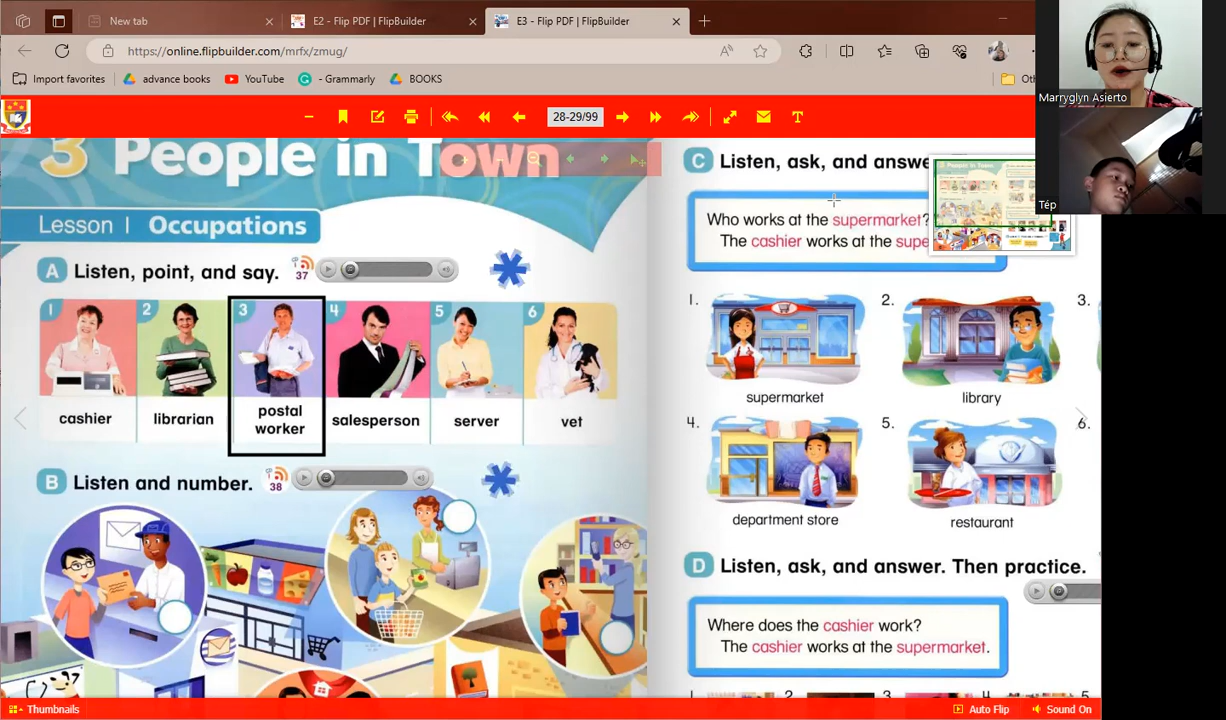 New tab
E2 - Flip PDF | FlipBuilder
E3 - Flip PDF | FlipBuilder
https://online.flipbuilder.com/mrfx/zmug/
Import favorites
advance books
YouTube
- Grammarly
BOOKS
Marryglyn Asierto
Tép
28-29/99
3 People in Town
Lesson 1 Occupations
A Listen, point, and say.
37
1
2
3
4
5
6
cashier
librarian
postal
worker
salesperson
server
vet
B Listen and number.
38
C Listen, ask, and answe
Who works at the supermarket?
The cashier works at the supe
1.
2.
3.
supermarket
library
4.
5.
6.
department store
restaurant
D Listen, ask, and answer. Then practice.
Where does the cashier work?
The cashier works at the supermarket.
Thumbnails
Auto Flip
Sound On